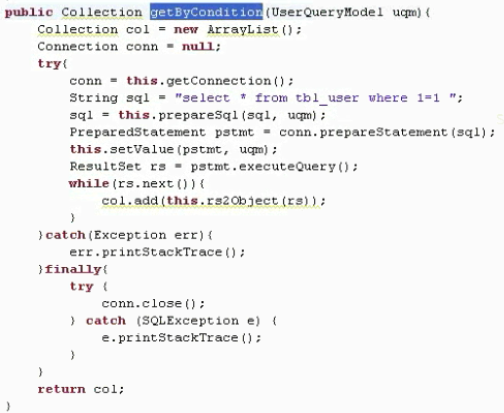 public Collection getByCondition(UserQueryModel uqm){
    Collection col = new ArrayList();
    Connection conn = null;
    try{
        conn = this.getConnection();
        String sql = "select * from tbl_user where 1=1 ";
        sql = this.prepareSql(sql, uqm);
        PreparedStatement pstmt = conn.prepareStatement(sql);
        this.setValue(pstmt, uqm);
        ResultSet rs = pstmt.executeQuery();
        while(rs.next()){
            col.add(this.rs2Object(rs));
        }
    }catch(Exception err){
        err.printStackTrace();
    }finally{
        try {
            conn.close();
        } catch (SQLException e) {
            e.printStackTrace();
        }
    }
    return col;
}